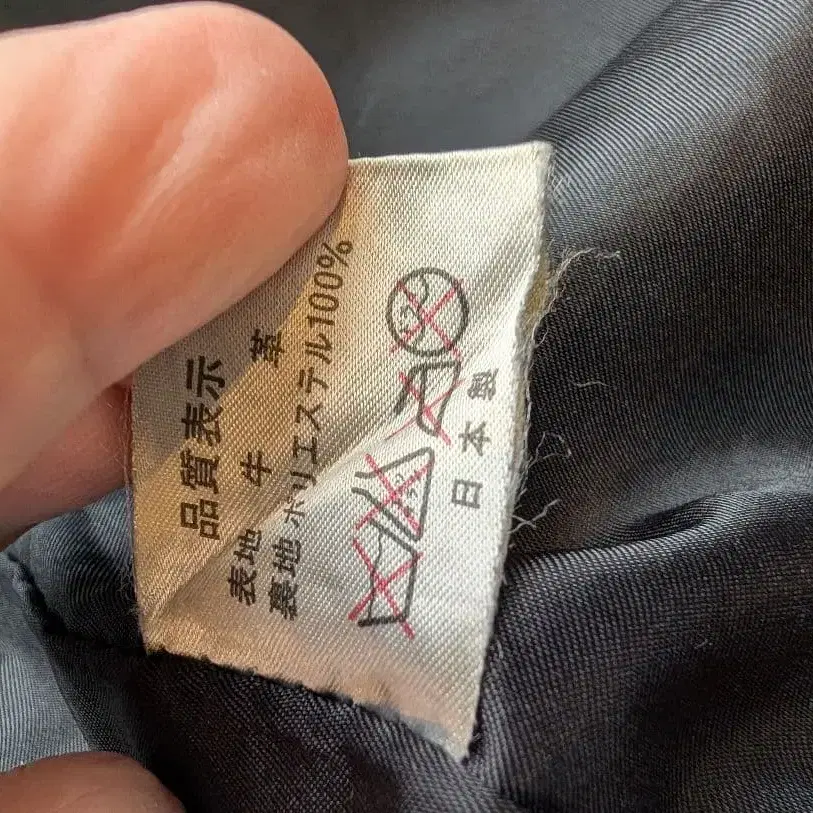 品質表示
表地 牛 革
裏地 ポリエステル100%
日本製